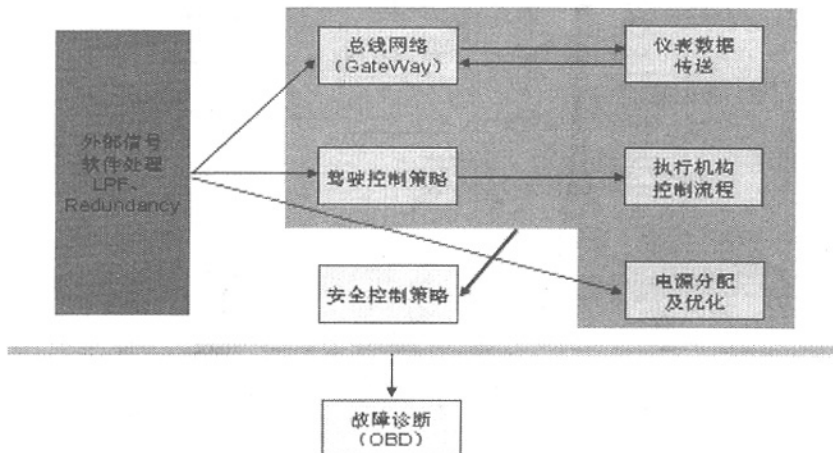 总线网络
(GateWay)
仪表数据
传送
外部信号
软件处理
LPF、
Redundancy
驾驶控制策略
执行机构
控制流程
安全控制策略
电源分配
及优化
故障诊断
(OBD)